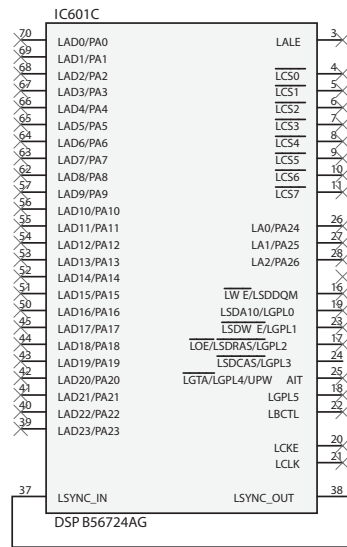 IC601C
70 LAD0/PA0 LALE 3
69 LAD1/PA1
68 LAD2/PA2 LCS0 4
67 LAD3/PA3 LCS1 5
66 LAD4/PA4 LCS2 6
65 LAD5/PA5 LCS3 7
64 LAD6/PA6 LCS4 8
63 LAD7/PA7 LCS5 9
62 LAD8/PA8 LCS6 10
57 LAD9/PA9 LCS7 11
56 LAD10/PA10
55 LAD11/PA11 LA0/PA24 26
54 LAD12/PA12 LA1/PA25 27
53 LAD13/PA13 LA2/PA26 28
52 LAD14/PA14
51 LAD15/PA15 LW E/LSDDQM 16
50 LAD16/PA16 LSDA10/LGPL0 19
45 LAD17/PA17 LSDW E/LGPL1 23
44 LAD18/PA18 LOE/LSDRAS/LGPL2 17
43 LAD19/PA19 LSDCAS/LGPL3 24
42 LAD20/PA20 LGTA/LGPL4/UPW AIT 25
41 LAD21/PA21 LGPL5 18
40 LAD22/PA22 LBCTL 22
39 LAD23/PA23
LCKE 20
LCLK 21
37 LSYNC_IN LSYNC_OUT 38
DSP B56724AG